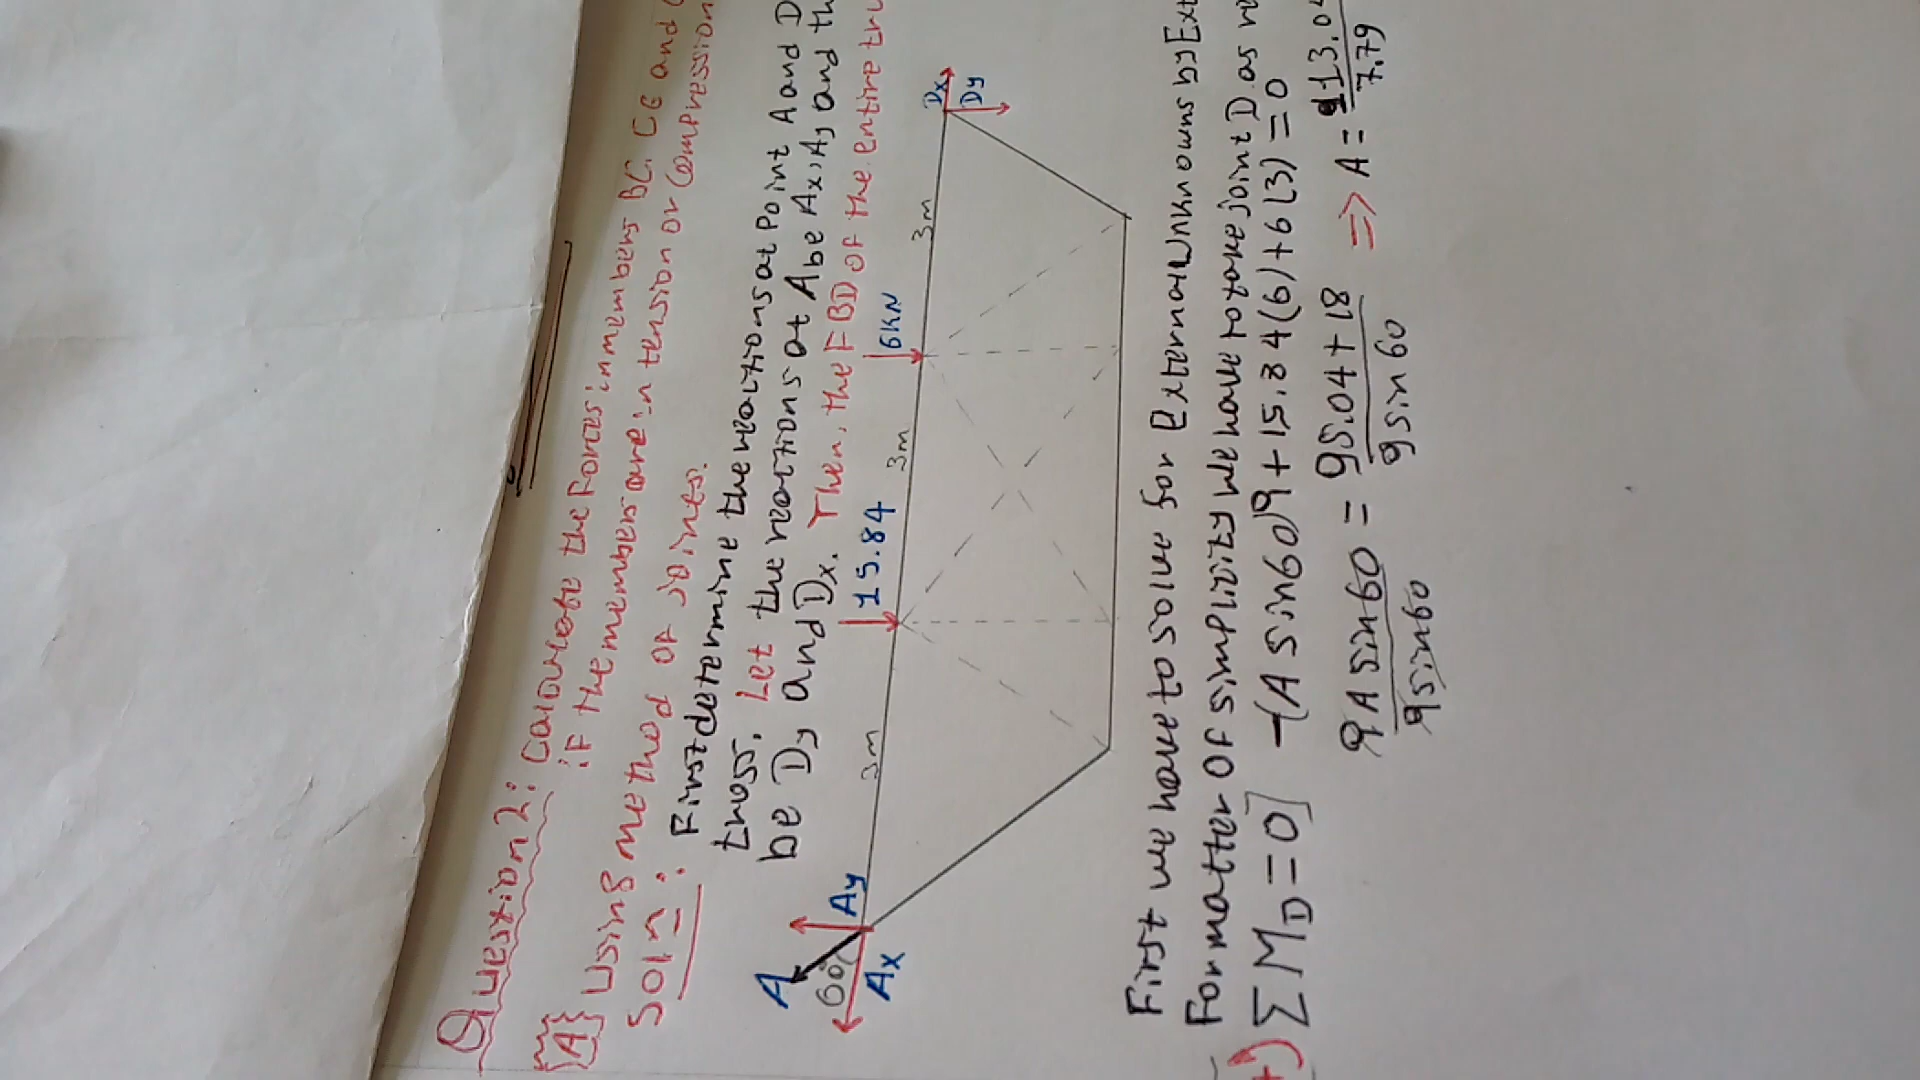 Question 2: Calculate the forces in members BC, CG and
if the members are in tension or compression
[A] Using method of joints.
Soln:
First determine the reactions at point A and D
truss. Let the reactions at A be Ax, Ay and th
be Dy and Dx. Then, the FBD of the entire tru
A
60°
Ay
Ax
3m
15.84
3m
6KN
3m
Dx
Dy
First we have to solve for External unknowns by [Ext
For matter of simplicity we have to take joint D as
+) ΣMD=0] -(A sin60)9 + 15.84(6) + 6(3) = 0
9A sin60 = 95.04 + 18 => A = 113.04
9 sin60 9 sin60 7.79